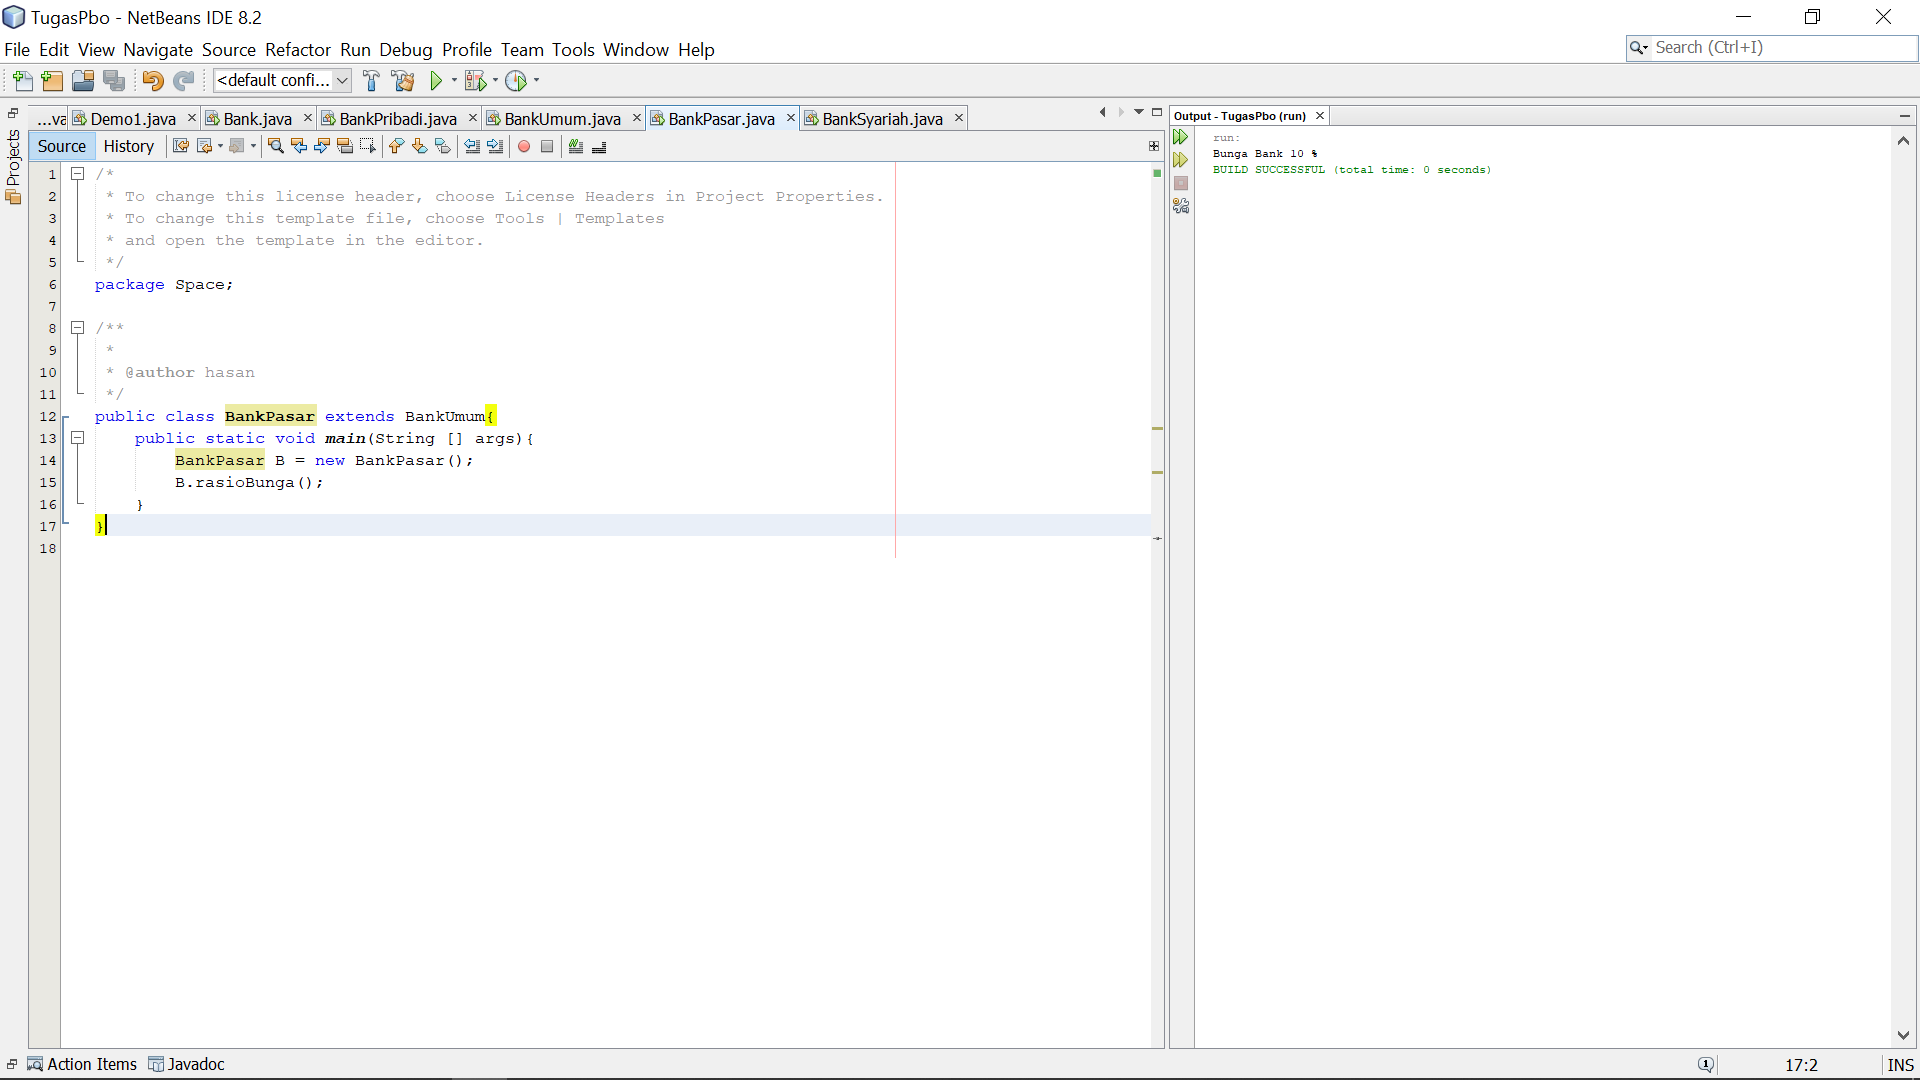 TugasPbo - NetBeans IDE 8.2
File Edit View Navigate Source Refactor Run Debug Profile Team Tools Window Help
Search (Ctrl+I)
<default confi...
...va Demo1.java Bank.java BankPribadi.java BankUmum.java BankPasar.java BankSyariah.java
Source History
Projects
1 /*
2 * To change this license header, choose License Headers in Project Properties.
3 * To change this template file, choose Tools | Templates
4 * and open the template in the editor.
5 */
6 package Space;
7
8 /**
9 *
10 * @author hasan
11 */
12 public class BankPasar extends BankUmum{
13 public static void main(String [] args){
14 BankPasar B = new BankPasar();
15 B.rasioBunga();
16 }
17 }
18
Output - TugasPbo (run)
run:
Bunga Bank 10 %
BUILD SUCCESSFUL (total time: 0 seconds)
Action Items Javadoc
17:2 INS